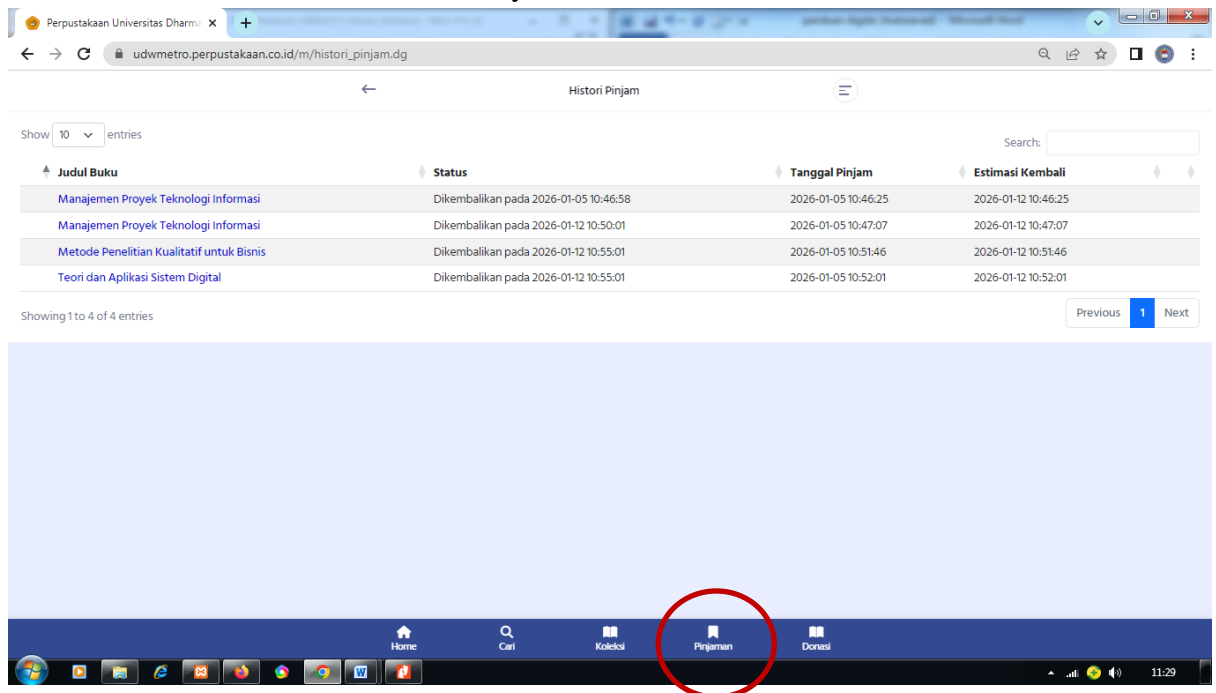 Perpustakaan Universitas Dharma
udwmetro.perpustakaan.co.id/m/histori_pinjam.dg
Histori Pinjam
Show 10 entries
Search:
Judul Buku Status Tanggal Pinjam Estimasi Kembali
Manajemen Proyek Teknologi Informasi Dikembalikan pada 2026-01-05 10:46:58 2026-01-05 10:46:25 2026-01-12 10:46:25
Manajemen Proyek Teknologi Informasi Dikembalikan pada 2026-01-12 10:50:01 2026-01-05 10:47:07 2026-01-12 10:47:07
Metode Penelitian Kualitatif untuk Bisnis Dikembalikan pada 2026-01-12 10:55:01 2026-01-05 10:51:46 2026-01-12 10:51:46
Teori dan Aplikasi Sistem Digital Dikembalikan pada 2026-01-12 10:55:01 2026-01-05 10:52:01 2026-01-12 10:52:01
Showing 1 to 4 of 4 entries
Previous 1 Next
Home Cari Koleksi Pinjaman Donasi
11:29